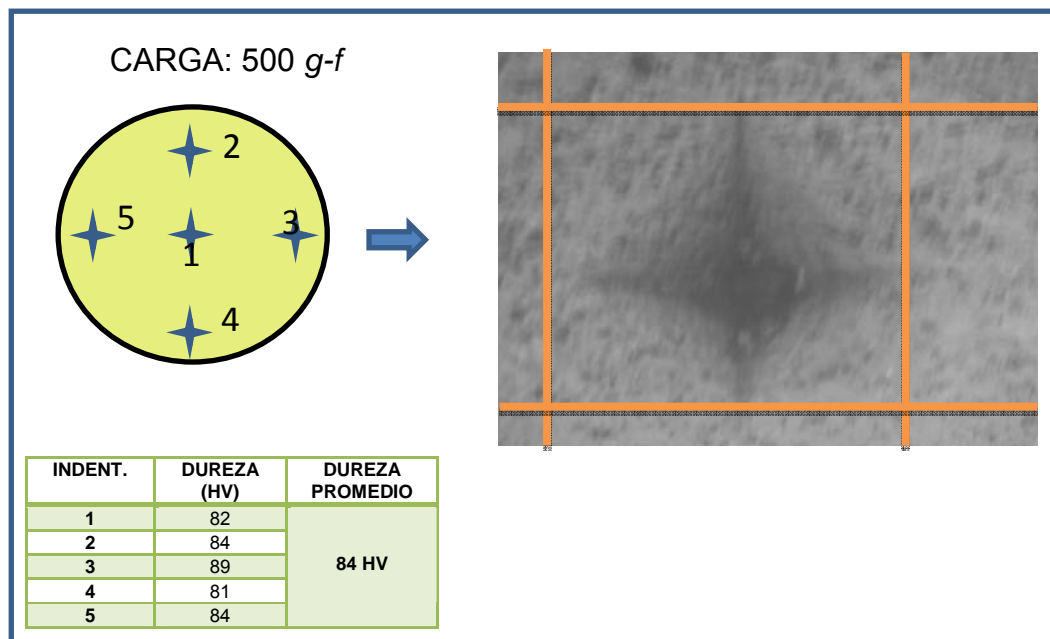 CARGA: 500 g-f
2
5
3
1
4
INDENT.
DUREZA
(HV)
DUREZA
PROMEDIO
1
82
84 HV
2
84
3
89
4
81
5
84